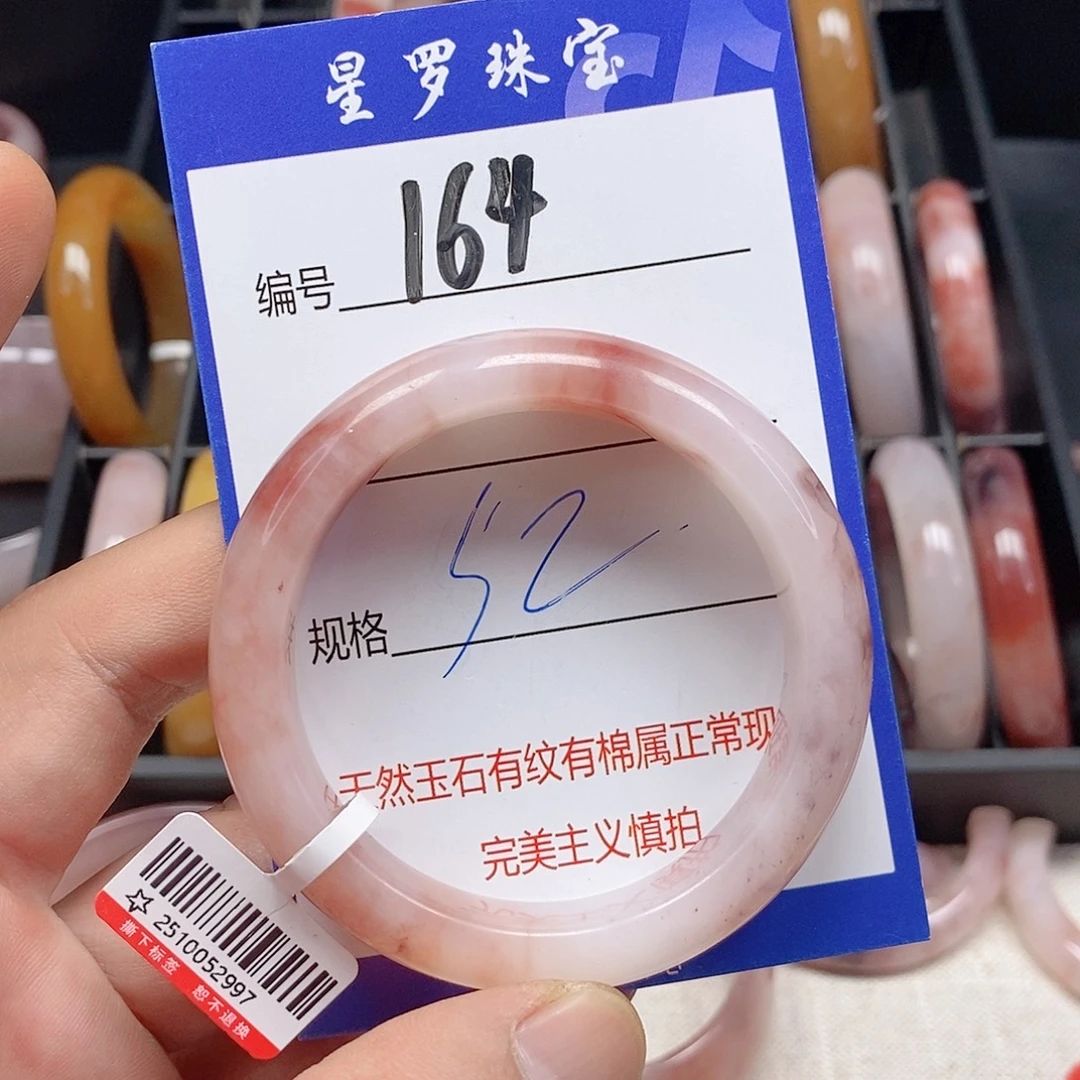 星罗珠宝
编号 164
规格 52
天然玉石有纹有棉属正常现
完美主义慎拍
☆2510052997
撕下标签 恕不退换